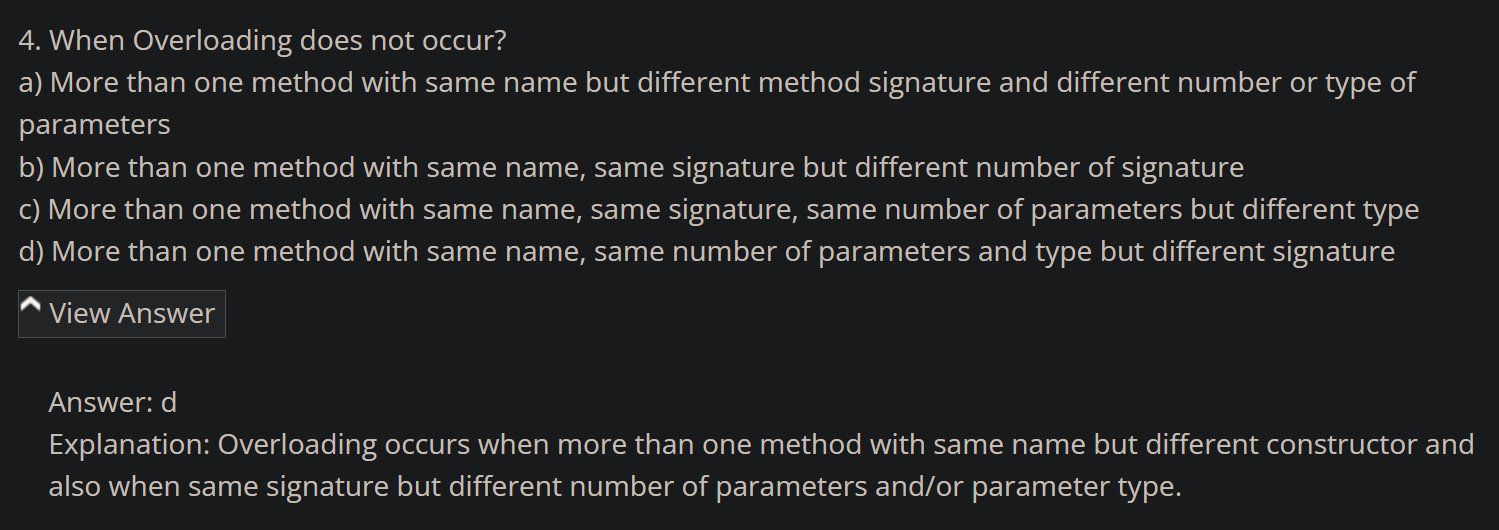 4. When Overloading does not occur?
a) More than one method with same name but different method signature and different number or type of
parameters
b) More than one method with same name, same signature but different number of signature
c) More than one method with same name, same signature, same number of parameters but different type
d) More than one method with same name, same number of parameters and type but different signature
View Answer
Answer: d
Explanation: Overloading occurs when more than one method with same name but different constructor and
also when same signature but different number of parameters and/or parameter type.